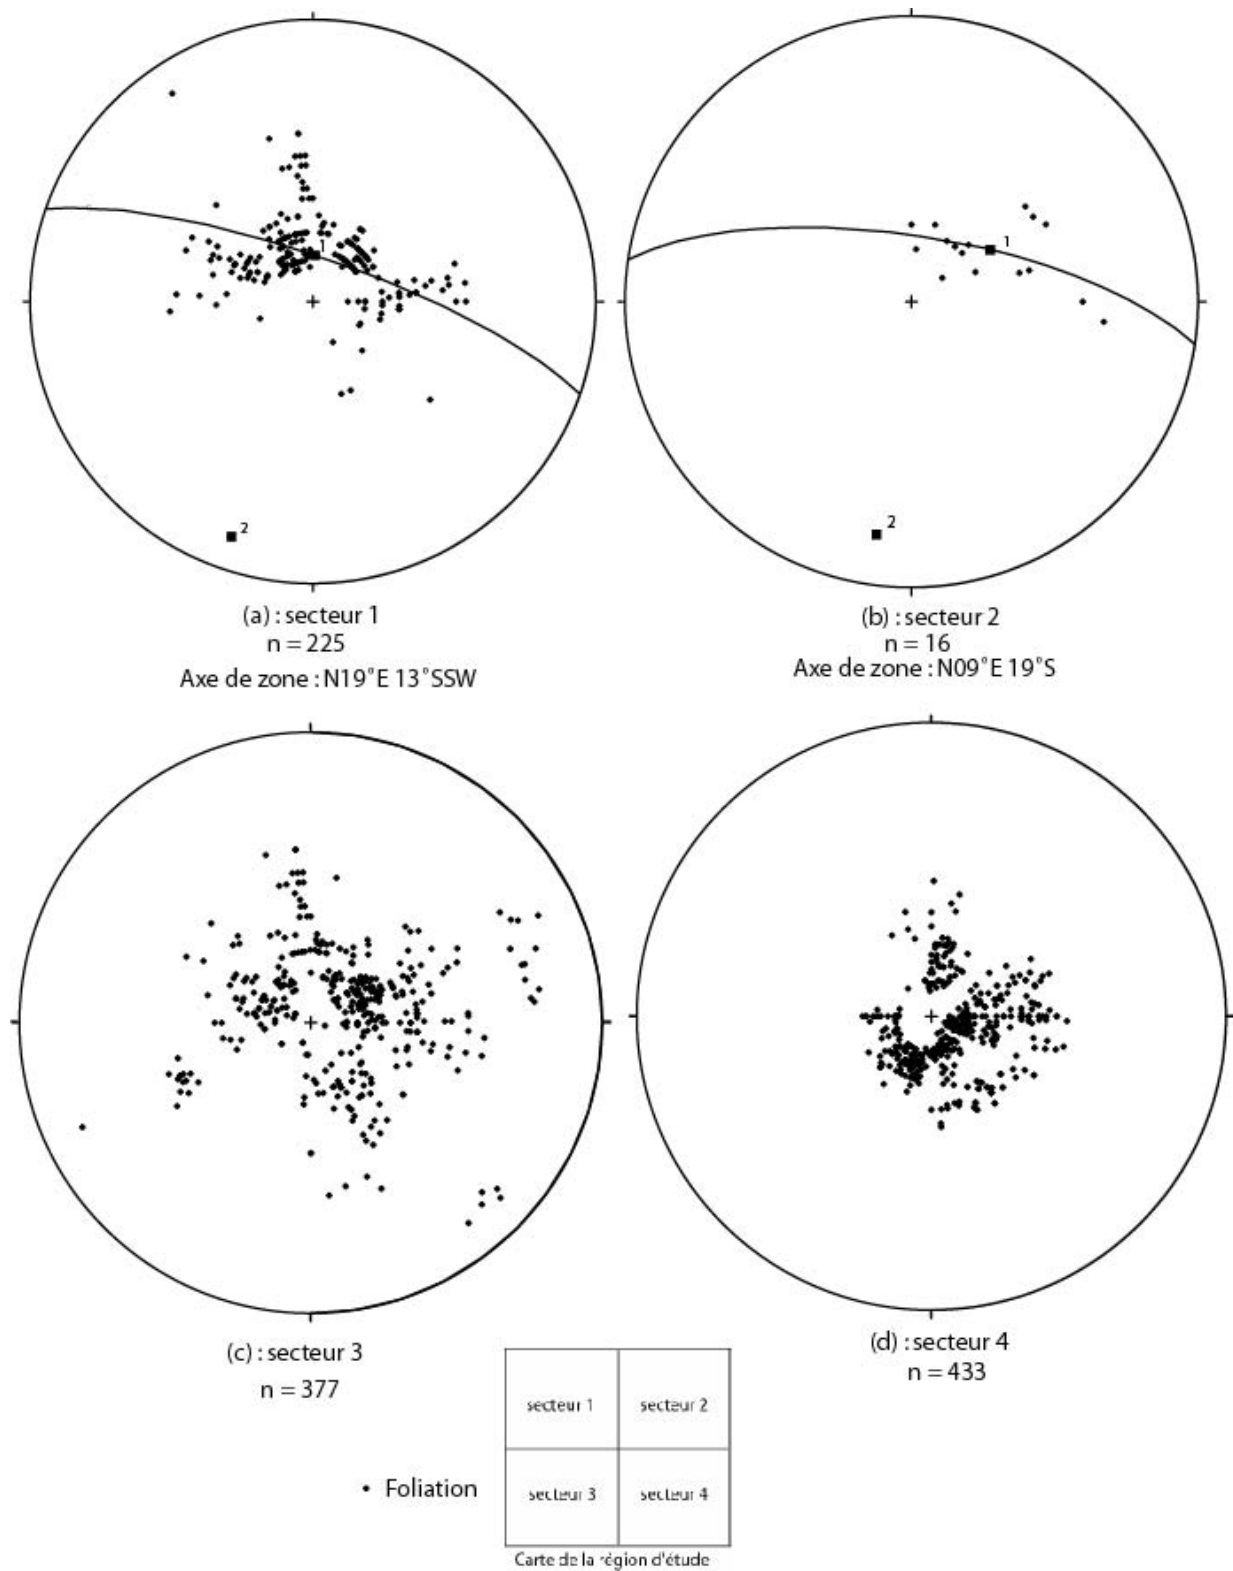 1
2
(a) : secteur 1
n = 225
Axe de zone : N19°E 13°SSW
1
2
(b) : secteur 2
n = 16
Axe de zone : N09°E 19°S
(c) : secteur 3
n = 377
(d) : secteur 4
n = 433
secteur 1
secteur 2
secteur 3
secteur 4
Foliation
Carte de la région d'étude